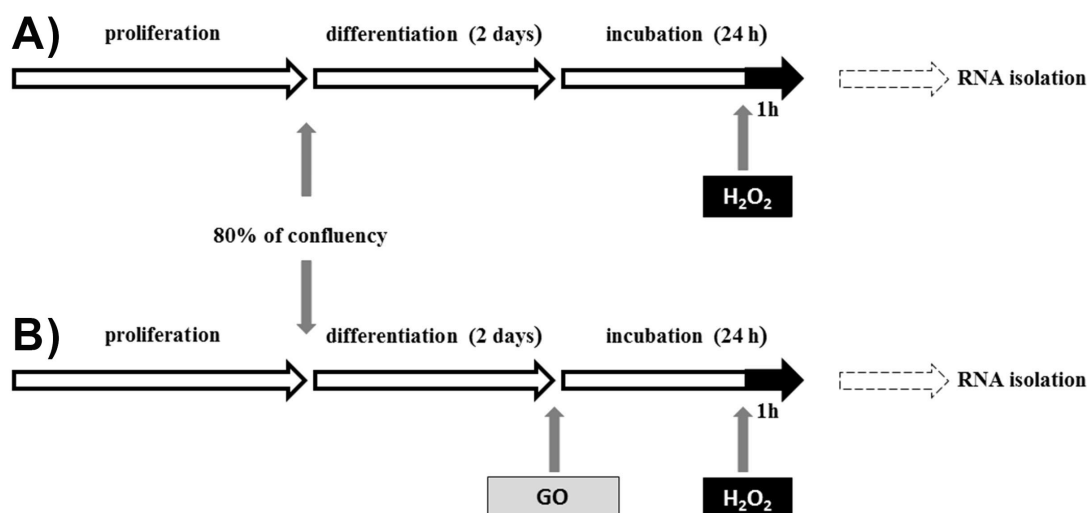 A)
proliferation differentiation (2 days) incubation (24 h)
RNA isolation
1h
H₂O₂
80% of confluency
B)
proliferation differentiation (2 days) incubation (24 h)
RNA isolation
1h
GO H₂O₂